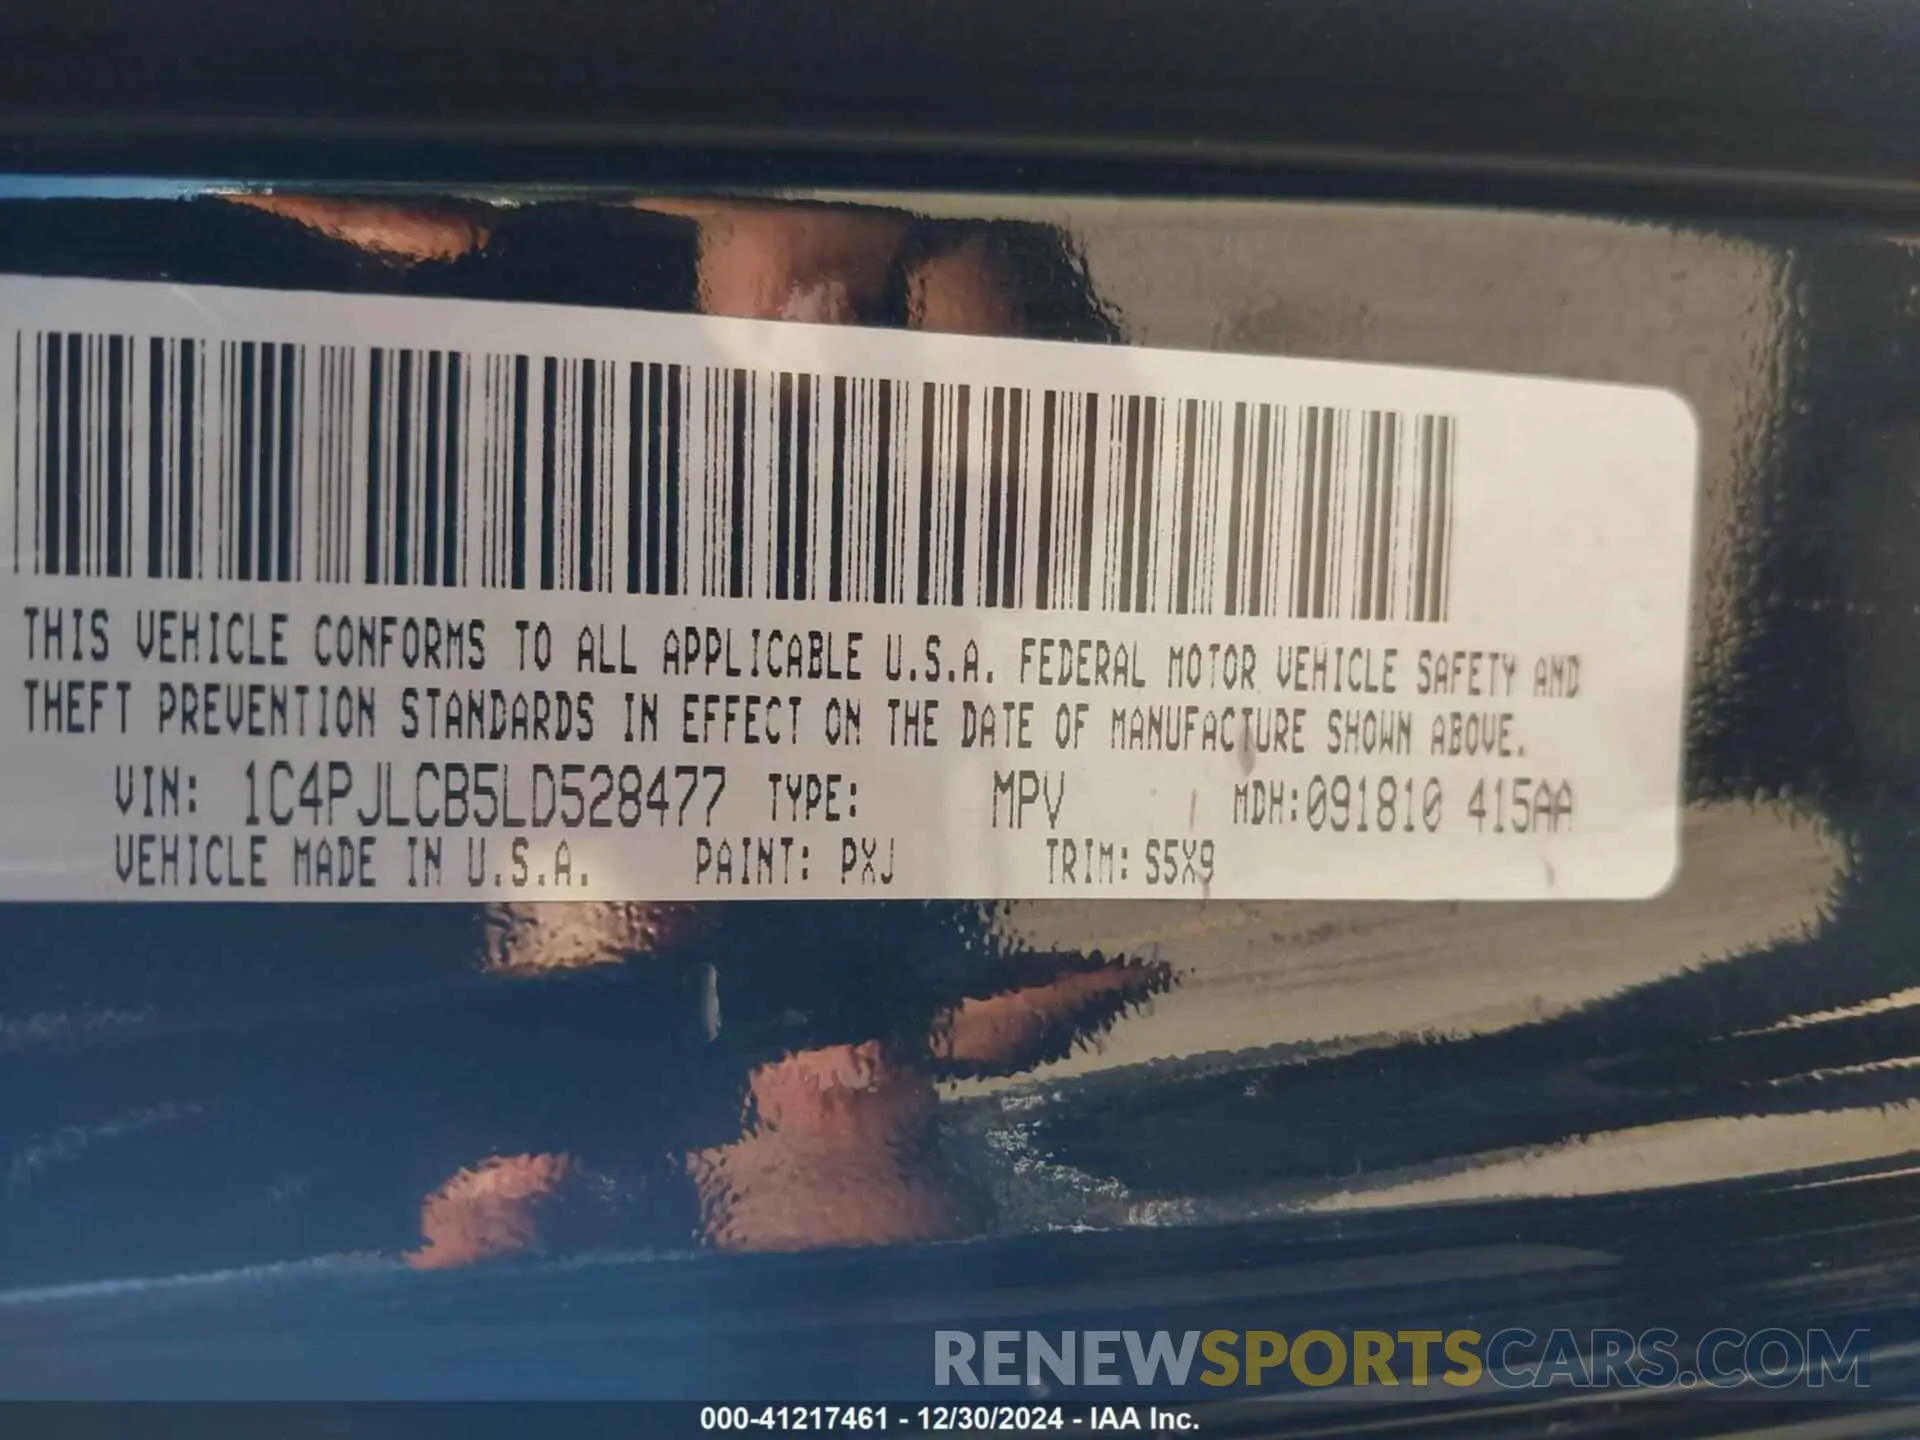 THIS VEHICLE CONFORMS TO ALL APPLICABLE U.S.A. FEDERAL MOTOR VEHICLE SAFETY AND
THEFT PREVENTION STANDARDS IN EFFECT ON THE DATE OF MANUFACTURE SHOWN ABOVE.
VIN: 1C4PJLCB5LD528477 TYPE: MPV MDH:091810 415AA
VEHICLE MADE IN U.S.A. PAINT: PXJ TRIM: S5X9
RENEWSPORTSCARS.COM
000-41217461 - 12/30/2024 - IAA Inc.